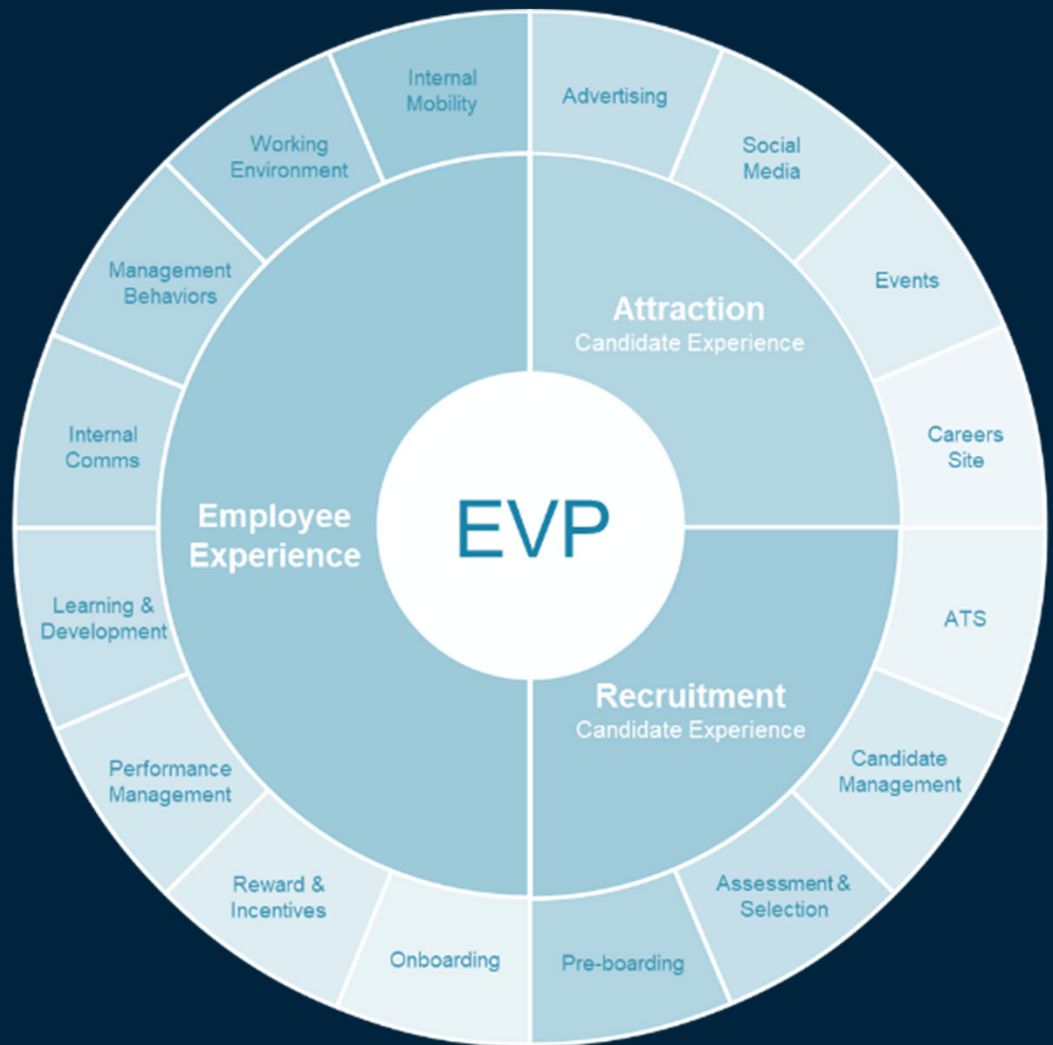 Internal
Mobility
Advertising
Working
Environment
Social
Media
Management
Behaviors
Events
Attraction
Candidate Experience
Internal
Comms
Careers
Site
Employee
Experience
EVP
Learning &
Development
ATS
Recruitment
Candidate Experience
Performance
Management
Candidate
Management
Reward &
Incentives
Assessment &
Selection
Onboarding
Pre-boarding